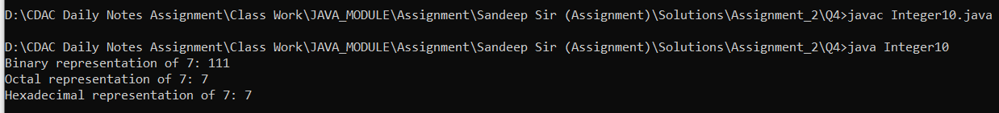 D:\CDAC Daily Notes Assignment\Class Work\JAVA_MODULE\Assignment\Sandeep Sir (Assignment)\Solutions\Assignment_2\Q4>javac Integer10.java
D:\CDAC Daily Notes Assignment\Class Work\JAVA_MODULE\Assignment\Sandeep Sir (Assignment)\Solutions\Assignment_2\Q4>java Integer10
Binary representation of 7: 111
Octal representation of 7: 7
Hexadecimal representation of 7: 7